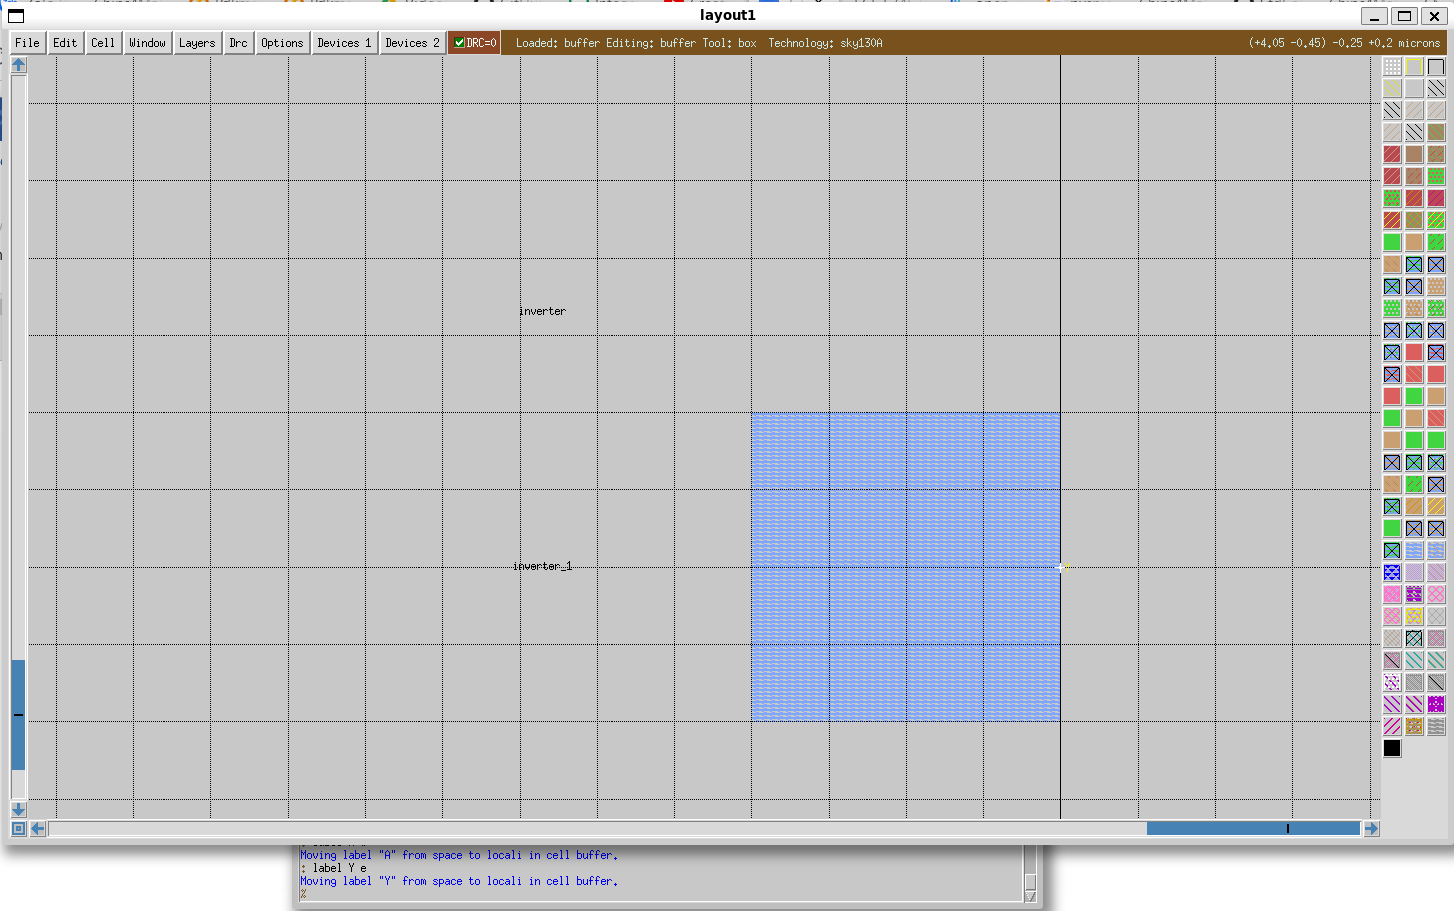 layout1
File Edit Cell Window Layers Drc Options Devices 1 Devices 2 DRC=0 Loaded: buffer Editing: buffer Tool: box Technology: sky130A (+4.05 -0.45) -0.25 +0.2 microns
inverter
inverter_1
Moving label "A" from space to locali in cell buffer.
: label Y e
Moving label "Y" from space to locali in cell buffer.
%